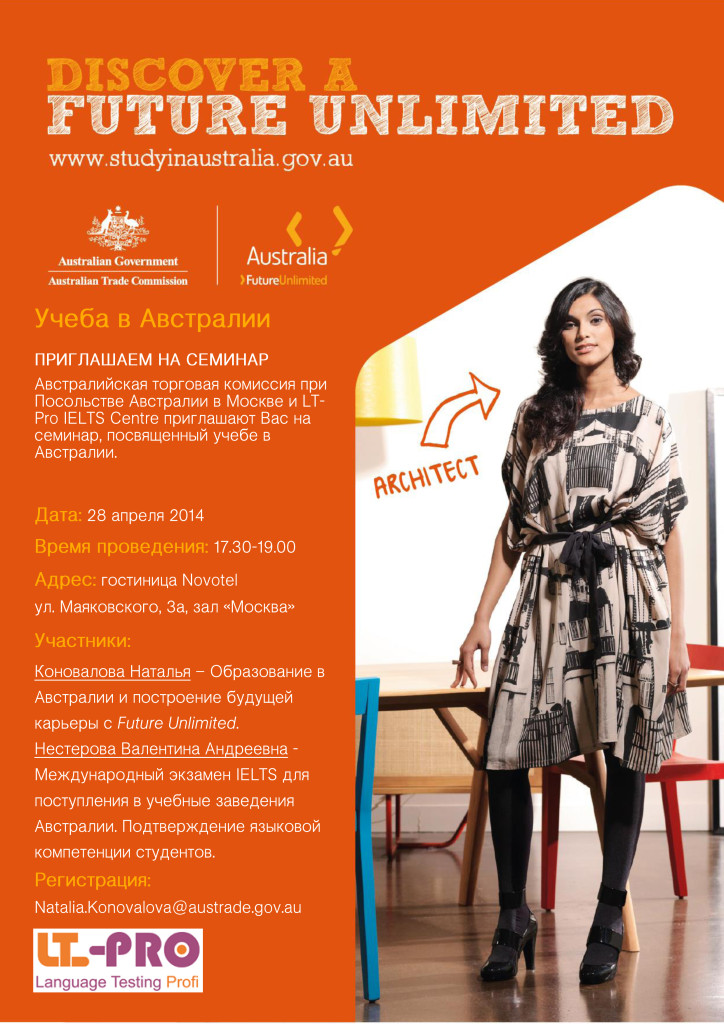 DISCOVER A
FUTURE UNLIMITED
www.studyinaustralia.gov.au
Australian Government
Australian Trade Commission
Australia
FutureUnlimited
Учеба в Австралии
ПРИГЛАШАЕМ НА СЕМИНАР
Австралийская торговая комиссия при
Посольстве Австралии в Москве и LT-
Pro IELTS Centre приглашают Вас на
семинар, посвященный учебе в
Австралии.
ARCHITECT
Дата: 28 апреля 2014
Время проведения: 17.30-19.00
Адрес: гостиница Novotel
ул. Маяковского, 3а, зал «Москва»
Участники:
Коновалова Наталья – Образование в
Австралии и построение будущей
карьеры с Future Unlimited.
Нестерова Валентина Андреевна -
Международный экзамен IELTS для
поступления в учебные заведения
Австралии. Подтверждение языковой
компетенции студентов.
Регистрация:
Natalia.Konovalova@austrade.gov.au
LT.-PRO
Language Testing Profi